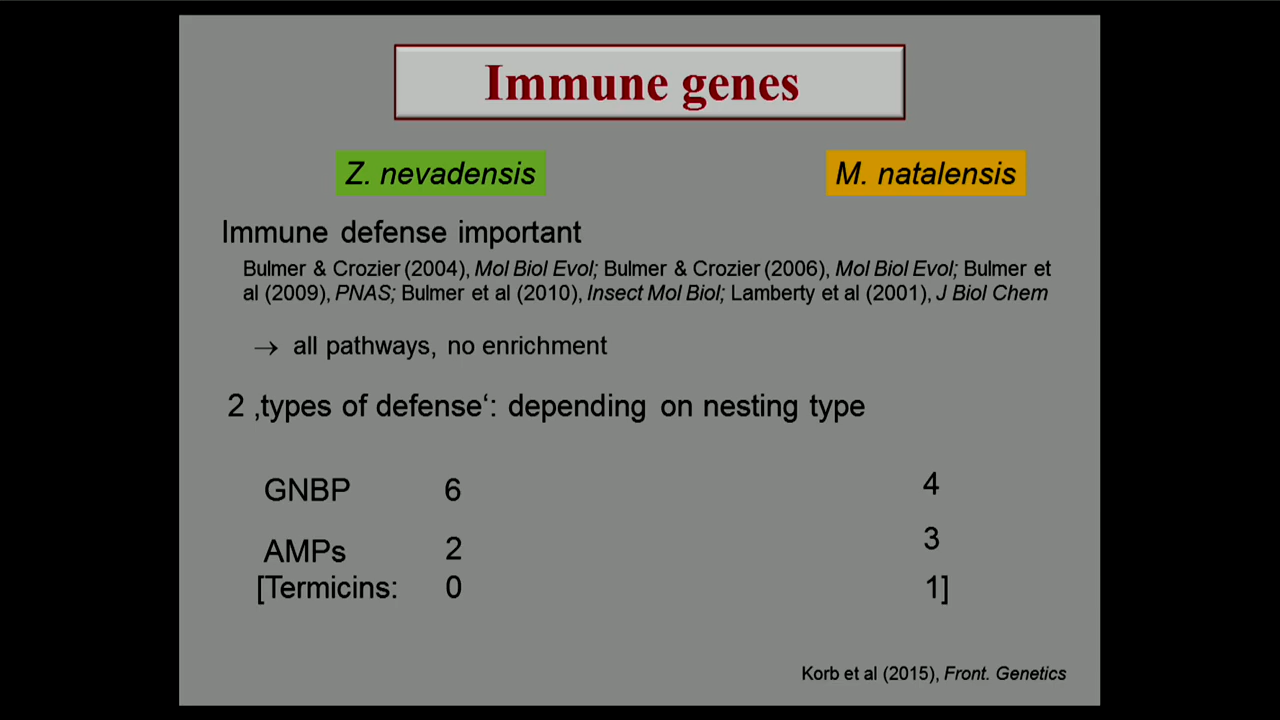 Immune genes
Z. nevadensis
M. natalensis
Immune defense important
Bulmer & Crozier (2004), Mol Biol Evol; Bulmer & Crozier (2006), Mol Biol Evol; Bulmer et
al (2009), PNAS; Bulmer et al (2010), Insect Mol Biol; Lamberty et al (2001), J Biol Chem
→ all pathways, no enrichment
2 ‚types of defense‘: depending on nesting type
GNBP 6 4
AMPs 2 3
[Termicins: 0 1]
Korb et al (2015), Front. Genetics